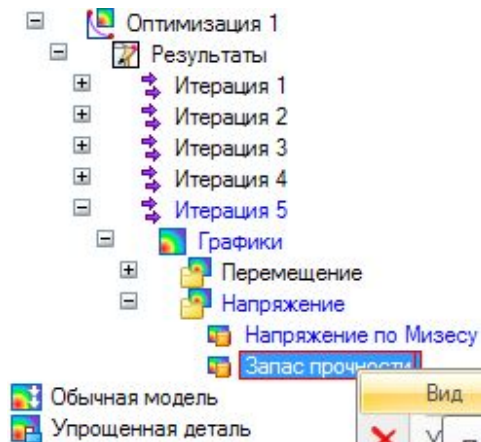 Оптимизация 1
Результаты
Итерация 1
Итерация 2
Итерация 3
Итерация 4
Итерация 5
Графики
Перемещение
Напряжение
Напряжение по Мизесу
Запас прочности
Вид
Обычная модель
Упрощенная деталь